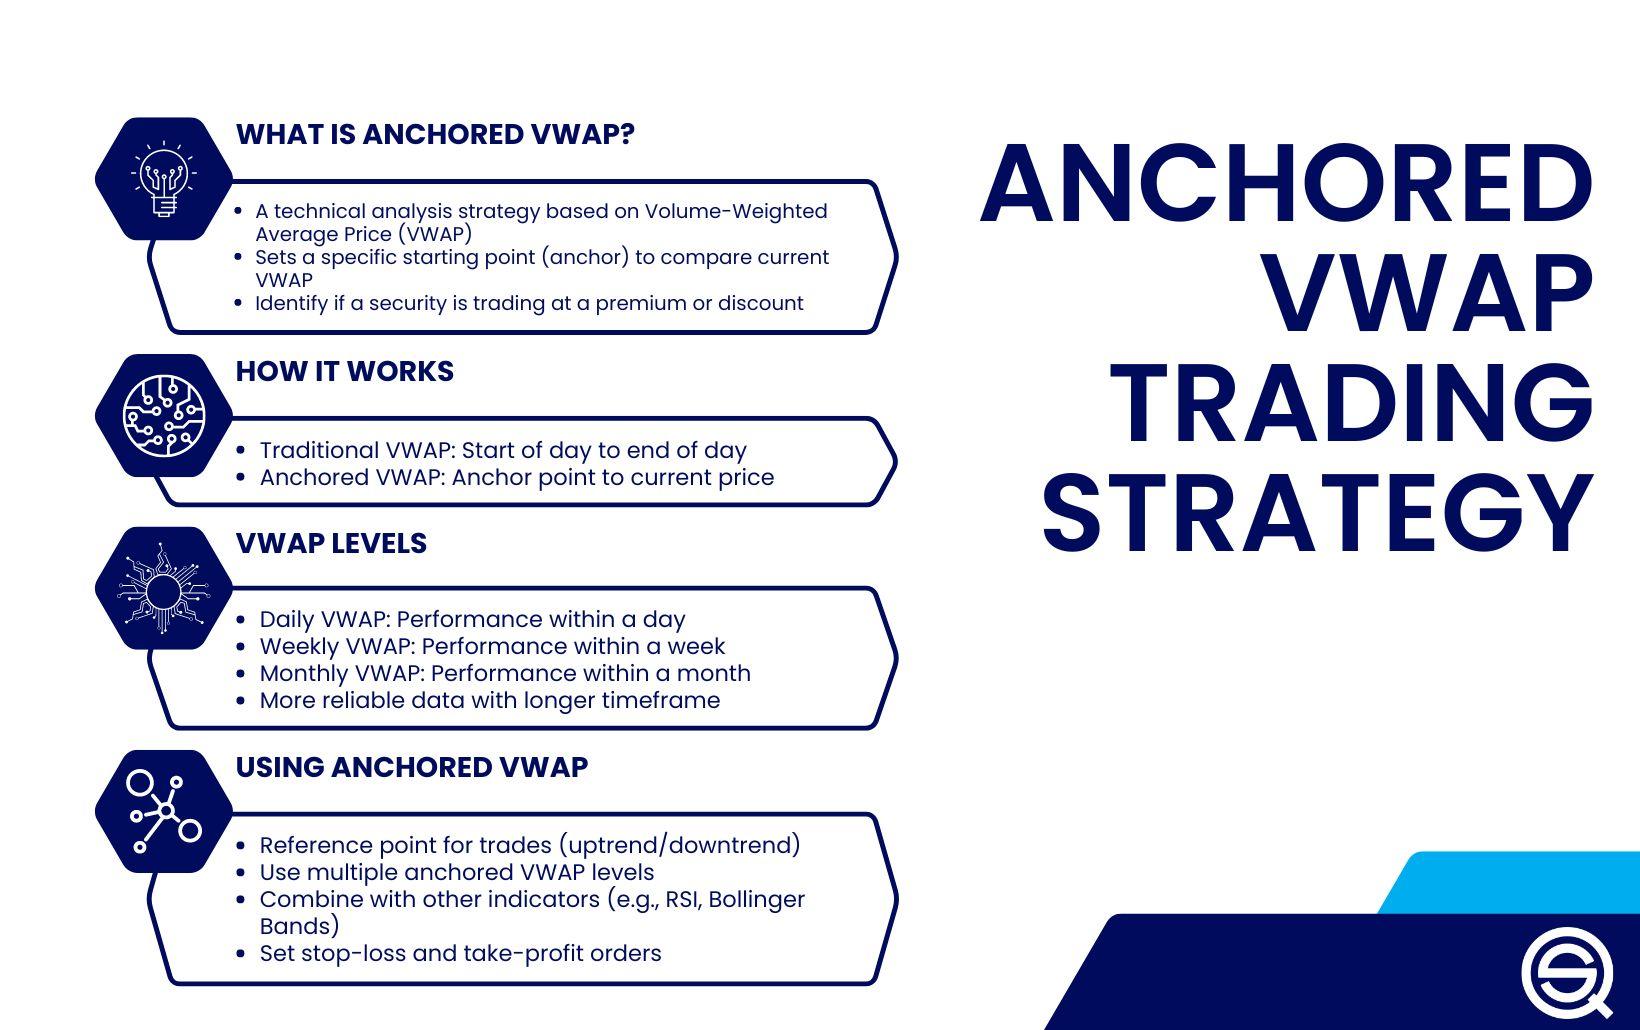 ANCHORED
VWAP
TRADING
STRATEGY
WHAT IS ANCHORED VWAP?
• A technical analysis strategy based on Volume-Weighted
Average Price (VWAP)
• Sets a specific starting point (anchor) to compare current
VWAP
• Identify if a security is trading at a premium or discount
HOW IT WORKS
• Traditional VWAP: Start of day to end of day
• Anchored VWAP: Anchor point to current price
VWAP LEVELS
• Daily VWAP: Performance within a day
• Weekly VWAP: Performance within a week
• Monthly VWAP: Performance within a month
• More reliable data with longer timeframe
USING ANCHORED VWAP
• Reference point for trades (uptrend/downtrend)
• Use multiple anchored VWAP levels
• Combine with other indicators (e.g., RSI, Bollinger
Bands)
• Set stop-loss and take-profit orders